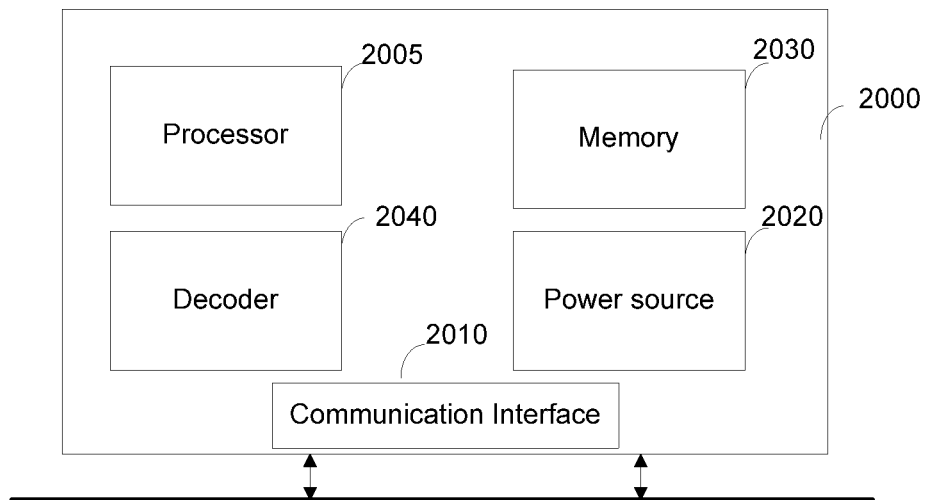 2005
2030
2000
Processor
Memory
2040
2020
Decoder
Power source
2010
Communication Interface